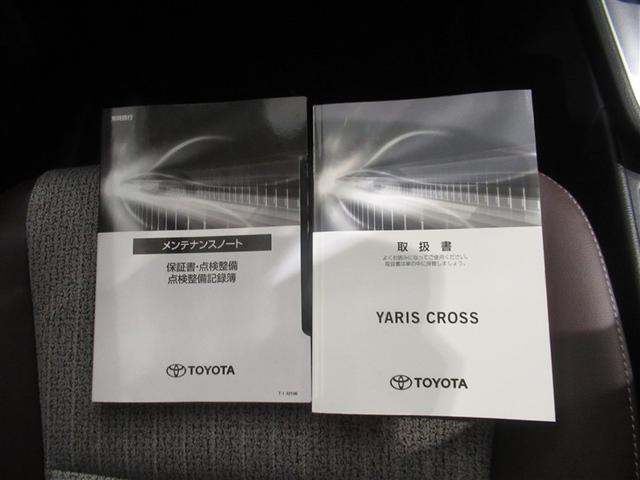 メンテナンスノート
保証書・点検整備
点検整備記録簿
TOYOTA
取扱書
よくお読みになってご使用ください。
取扱書は車の中に保管しましょう。
YARIS CROSS
TOYOTA